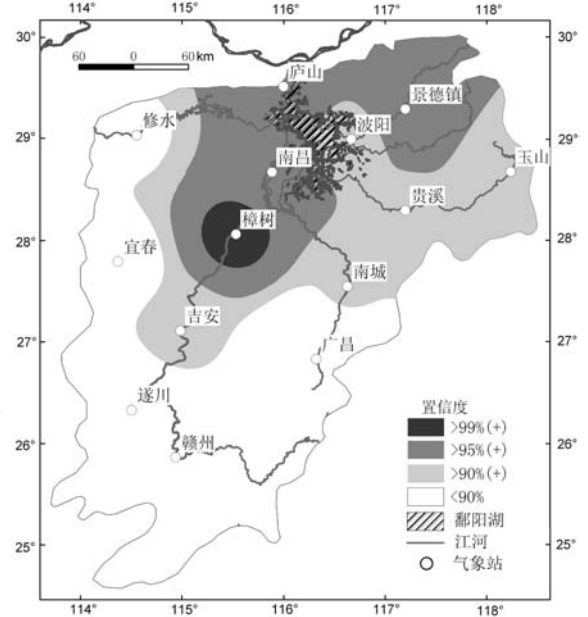 114° 115° 116° 117° 118°
30° 30°
60 0 60 km
庐山
景德镇
29° 29°
修水
波阳
南昌
玉山
贵溪
28° 28°
樟树
宜春
南城
吉安
27° 27°
广昌
遂川
置信度
>99%(+)
26° 26°
赣州
>95%(+)
>90%(+)
<90%
鄱阳湖
25° 25°
江河
气象站
114° 115° 116° 117° 118°